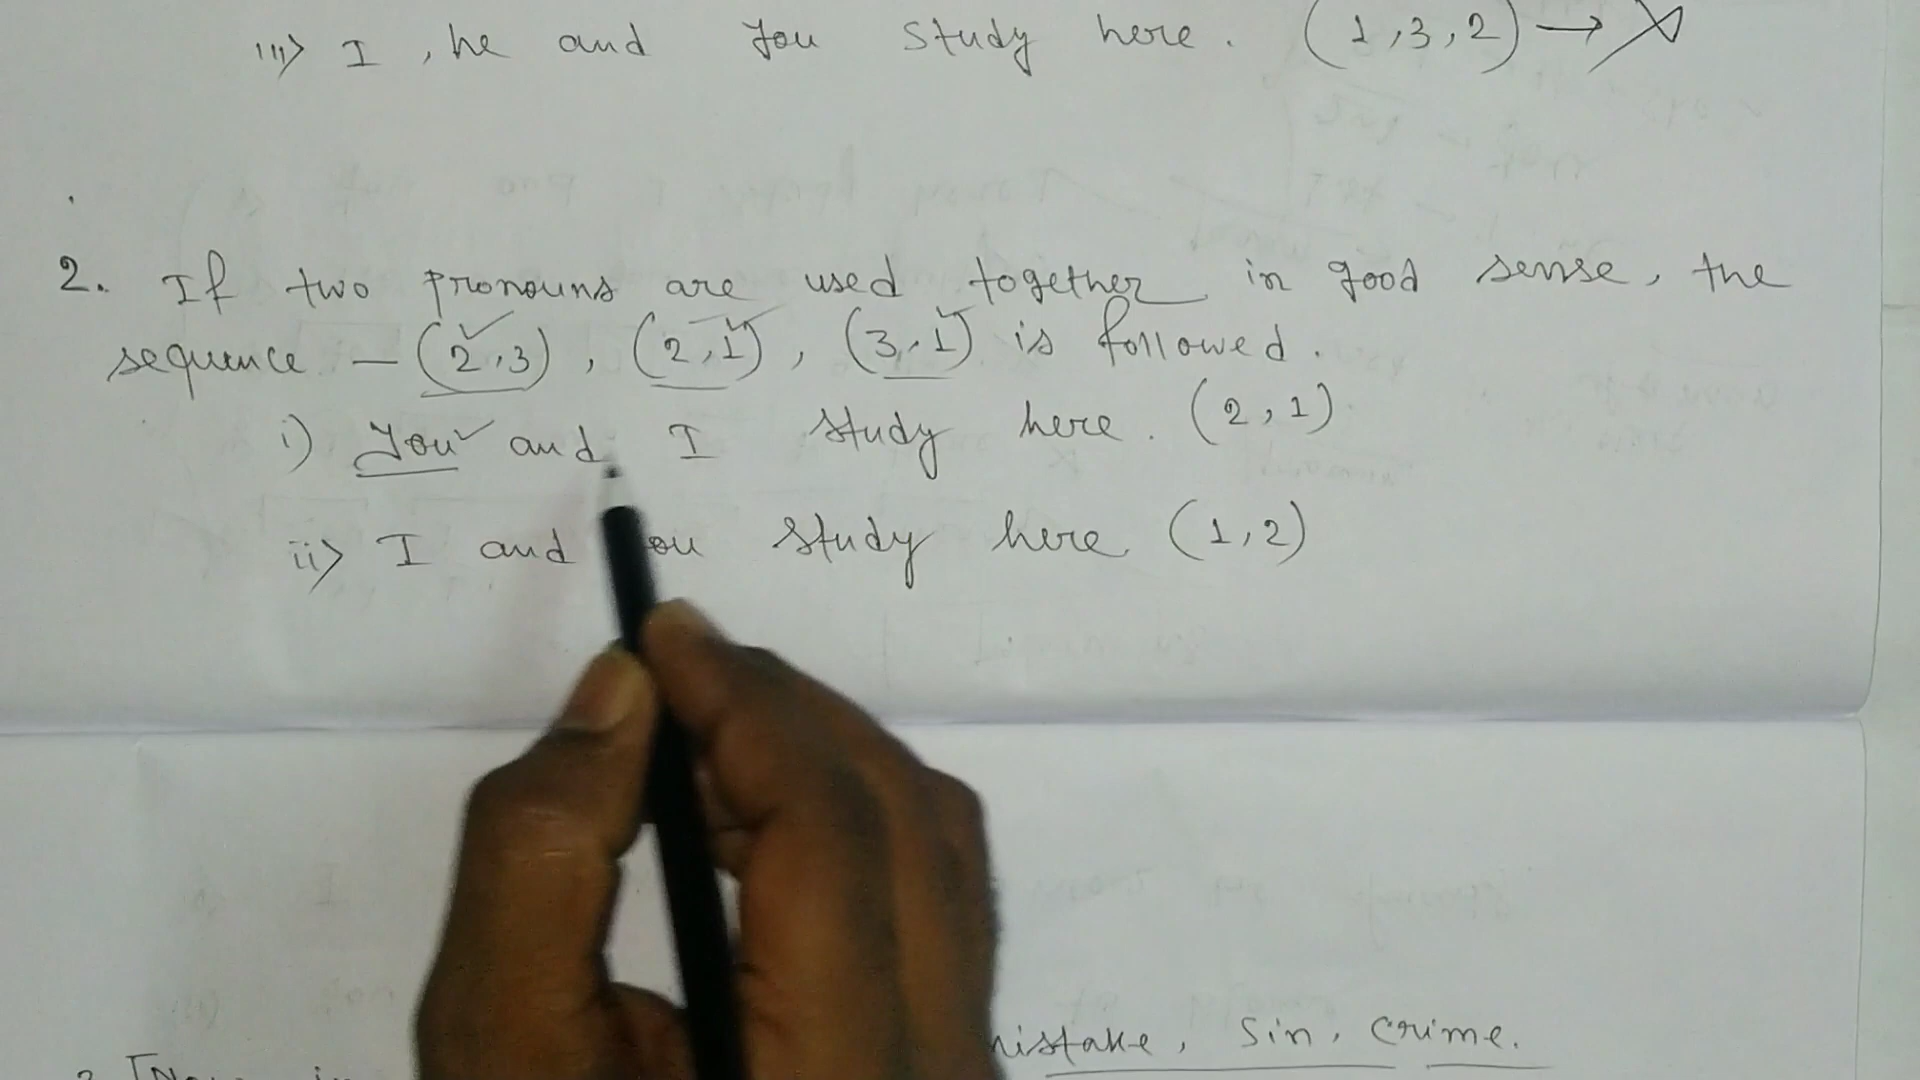 iii> I, he and you study here. (1,3,2) → X
2. If two pronouns are used together in good sense, the
sequence – (2,3), (2,1), (3,1) is followed.
i) You and I study here. (2,1)
ii> I and you study here. (1,2)
mistake, Sin, Crime.